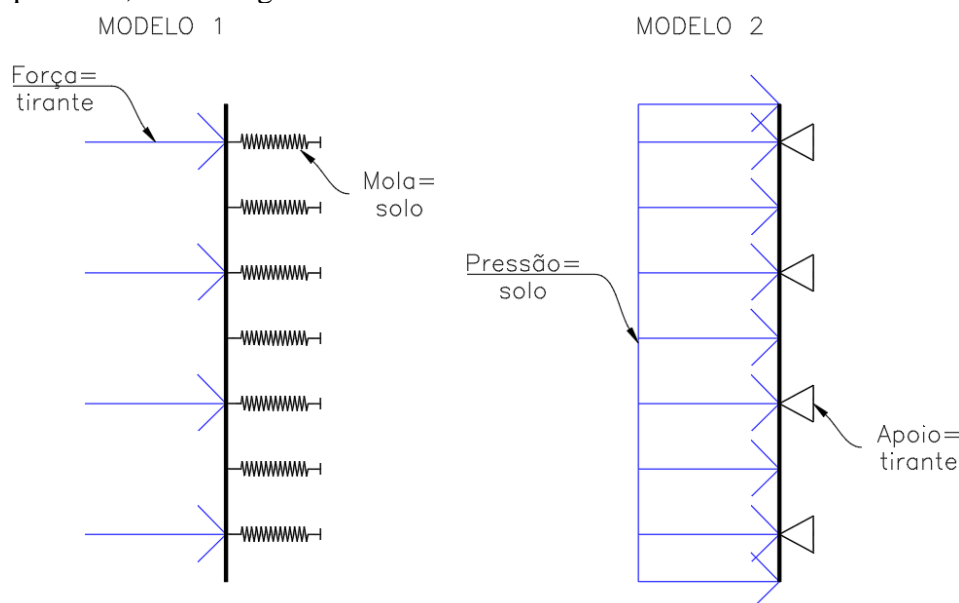 MODELO 1
MODELO 2
Força=
tirante
Mola=
solo
Pressão=
solo
Apoio=
tirante